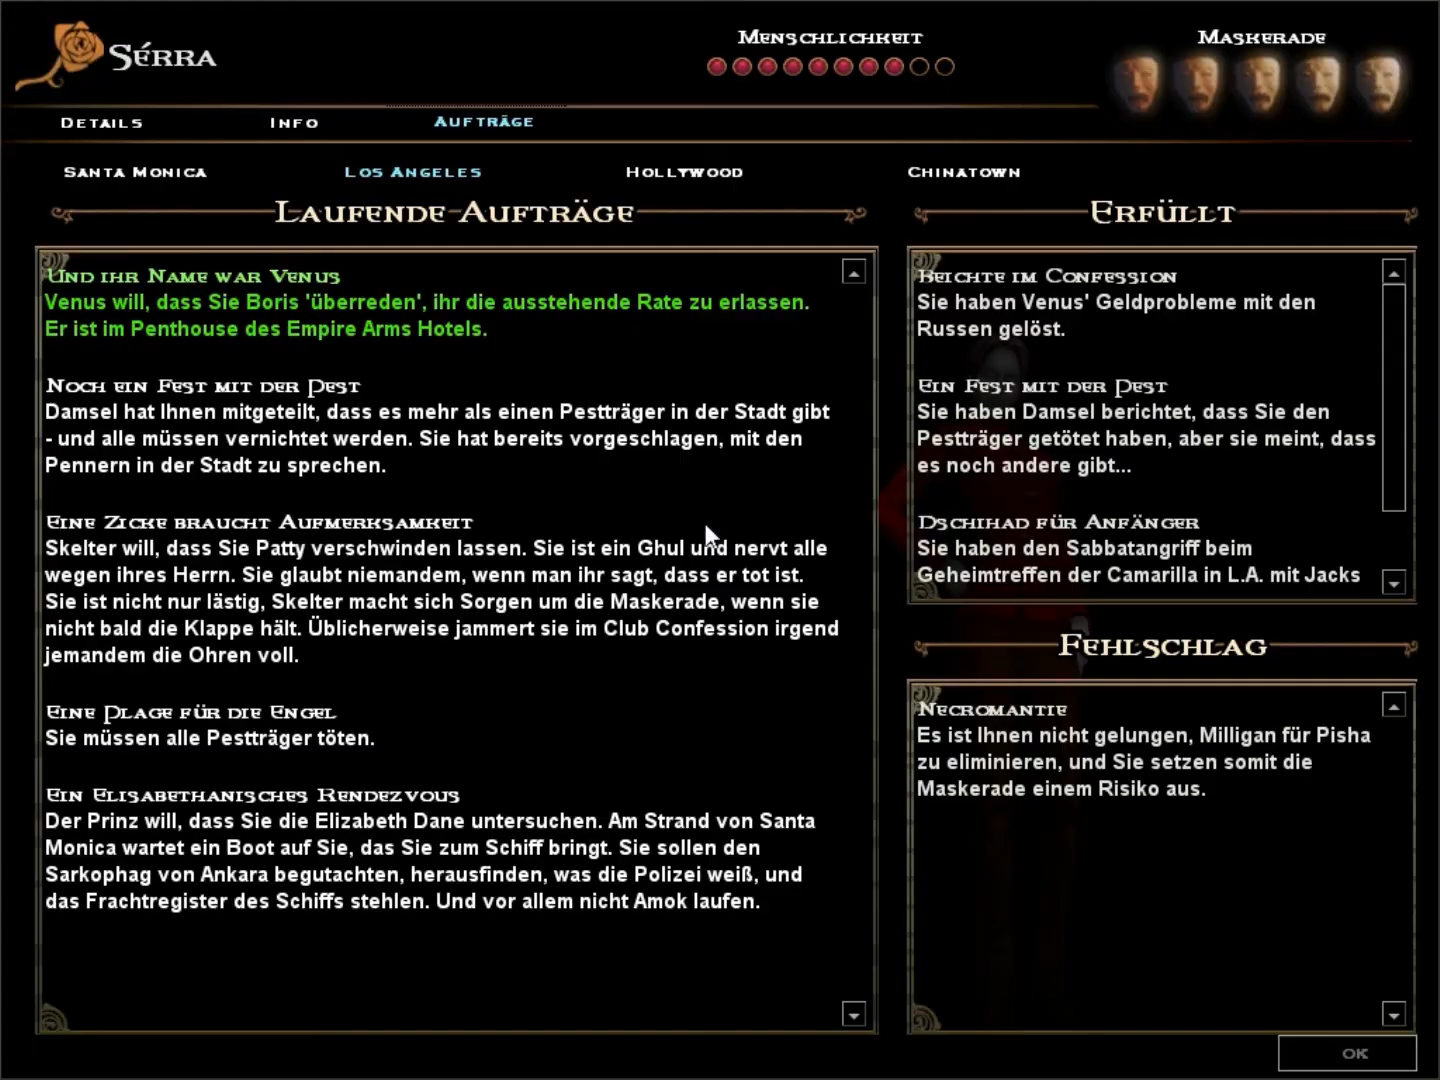 Sérra
Menschlichkeit
Maskerade
Details
Info
Aufträge
Santa Monica
Los Angeles
Hollywood
Chinatown
Laufende Aufträge
Und ihr Name war Venus
Venus will, dass Sie Boris 'überreden', ihr die ausstehende Rate zu erlassen.
Er ist im Penthouse des Empire Arms Hotels.
Noch ein Fest mit der Pest
Damsel hat Ihnen mitgeteilt, dass es mehr als einen Pestträger in der Stadt gibt
- und alle müssen vernichtet werden. Sie hat bereits vorgeschlagen, mit den
Pennern in der Stadt zu sprechen.
Eine Zicke braucht Aufmerksamkeit
Skelter will, dass Sie Patty verschwinden lassen. Sie ist ein Ghul und nervt alle
wegen ihres Herrn. Sie glaubt niemandem, wenn man ihr sagt, dass er tot ist.
Sie ist nicht nur lästig, Skelter macht sich Sorgen um die Maskerade, wenn sie
nicht bald die Klappe hält. Üblicherweise jammert sie im Club Confession irgend
jemandem die Ohren voll.
Eine Plage für die Engel
Sie müssen alle Pestträger töten.
Ein Elisabethanisches Rendezvous
Der Prinz will, dass Sie die Elizabeth Dane untersuchen. Am Strand von Santa
Monica wartet ein Boot auf Sie, das Sie zum Schiff bringt. Sie sollen den
Sarkophag von Ankara begutachten, herausfinden, was die Polizei weiß, und
das Frachtregister des Schiffs stehlen. Und vor allem nicht Amok laufen.
Erfüllt
Beichte im Confession
Sie haben Venus' Geldprobleme mit den
Russen gelöst.
Ein Fest mit der Pest
Sie haben Damsel berichtet, dass Sie den
Pestträger getötet haben, aber sie meint, dass
es noch andere gibt...
Dschihad für Anfänger
Sie haben den Sabbatangriff beim
Geheimtreffen der Camarilla in L.A. mit Jacks
Fehlschlag
Necromantie
Es ist Ihnen nicht gelungen, Milligan für Pisha
zu eliminieren, und Sie setzen somit die
Maskerade einem Risiko aus.
OK